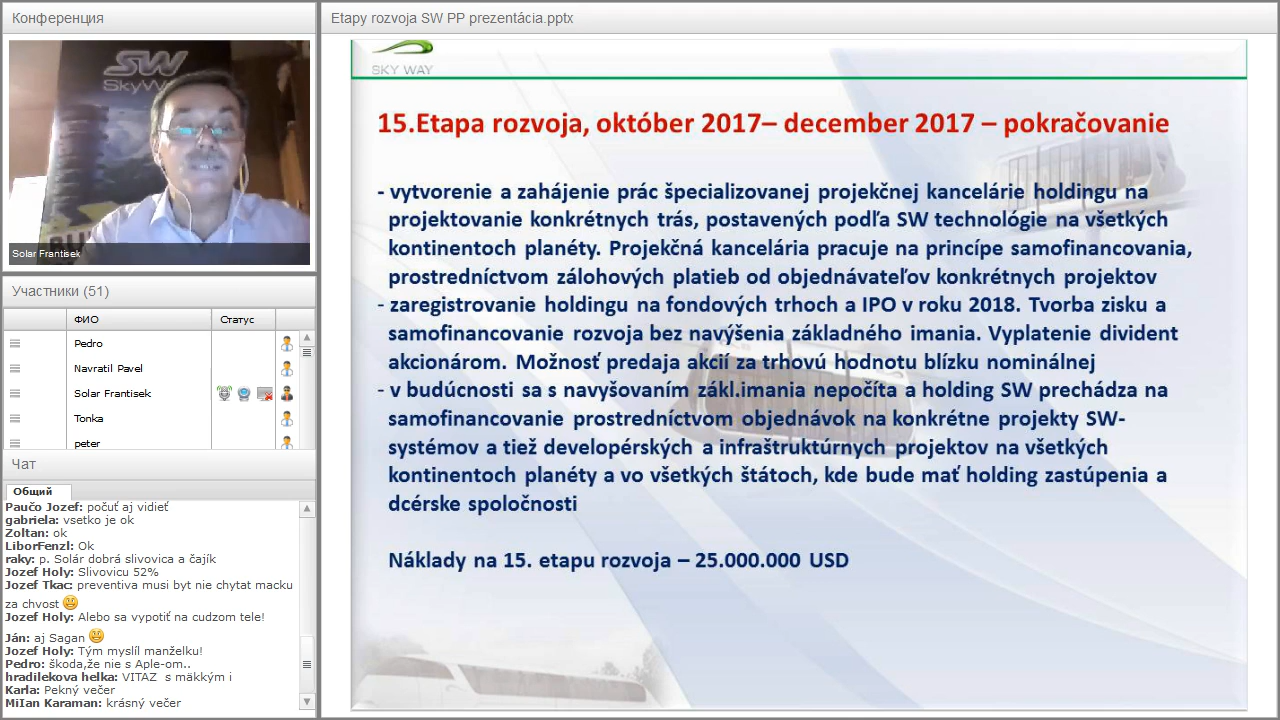 Конференция
SW
SkyW
BU
Solar Frantisek
Участники (51)
ФИО
Статус
Pedro
Navratil Pavel
Solar Frantisek
Tonka
peter
Чат
Общий
Paučo Jozef: počuť aj vidieť
gabriela: vsetko je ok
Zoltan: ok
LiborFenzl: Ok
raky: p. Solár dobrá slivovica a čajík
Jozef Holy: Slivovicu 52%
Jozef Tkac: preventiva musi byt nie chytat macku
za chvost
Jozef Holy: Alebo sa vypotiť na cudzom tele!
Ján: aj Sagan
Jozef Holy: Tým myslíl manželku!
Pedro: škoda,že nie s Aple-om..
hradilekova helka: VITAZ s mäkkým i
Karla: Pekný večer
MiIan Karaman: krásný večer
Etapy rozvoja SW PP prezentácia.pptx
SKY WAY
15.Etapa rozvoja, október 2017– december 2017 – pokračovanie
- vytvorenie a zahájenie prác špecializovanej projekčnej kancelárie holdingu na
projektovanie konkrétnych trás, postavených podľa SW technológie na všetkých
kontinentoch planéty. Projekčná kancelária pracuje na princípe samofinancovania,
prostredníctvom zálohových platieb od objednávateľov konkrétnych projektov
- zaregistrovanie holdingu na fondových trhoch a IPO v roku 2018. Tvorba zisku a
samofinancovanie rozvoja bez navýšenia základného imania. Vyplatenie divident
akcionárom. Možnosť predaja akcií za trhovú hodnotu blízku nominálnej
- v budúcnosti sa s navyšovaním zákl.imania nepočíta a holding SW prechádza na
samofinancovanie prostredníctvom objednávok na konkrétne projekty SW-
systémov a tiež developérských a infraštruktúrnych projektov na všetkých
kontinentoch planéty a vo všetkých štátoch, kde bude mať holding zastúpenia a
dcérske spoločnosti
Náklady na 15. etapu rozvoja – 25.000.000 USD